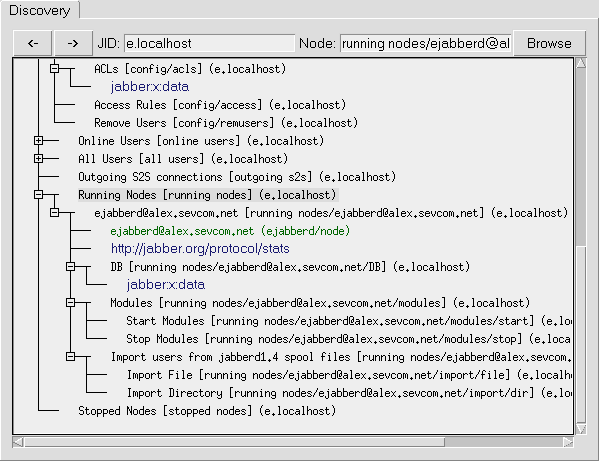 Discovery
<- -> JID: e.localhost Node: running nodes/ejabberd@al Browse
ACLs [config/acls] (e.localhost)
jabber:x:data
Access Rules [config/access] (e.localhost)
Remove Users [config/remusers] (e.localhost)
Online Users [online users] (e.localhost)
All Users [all users] (e.localhost)
Outgoing S2S connections [outgoing s2s] (e.localhost)
Running Nodes [running nodes] (e.localhost)
ejabberd@alex.sevcom.net [running nodes/ejabberd@alex.sevcom.net] (e.localhost)
ejabberd@alex.sevcom.net (ejabberd/node)
http://jabber.org/protocol/stats
DB [running nodes/ejabberd@alex.sevcom.net/DB] (e.localhost)
jabber:x:data
Modules [running nodes/ejabberd@alex.sevcom.net/modules] (e.localhost)
Start Modules [running nodes/ejabberd@alex.sevcom.net/modules/start] (e.lo
Stop Modules [running nodes/ejabberd@alex.sevcom.net/modules/stop] (e.loc
Import users from jabberd1.4 spool files [running nodes/ejabberd@alex.sevcom.
Import File [running nodes/ejabberd@alex.sevcom.net/import/file] (e.local
Import Directory [running nodes/ejabberd@alex.sevcom.net/import/dir] (e.lo
Stopped Nodes [stopped nodes] (e.localhost)